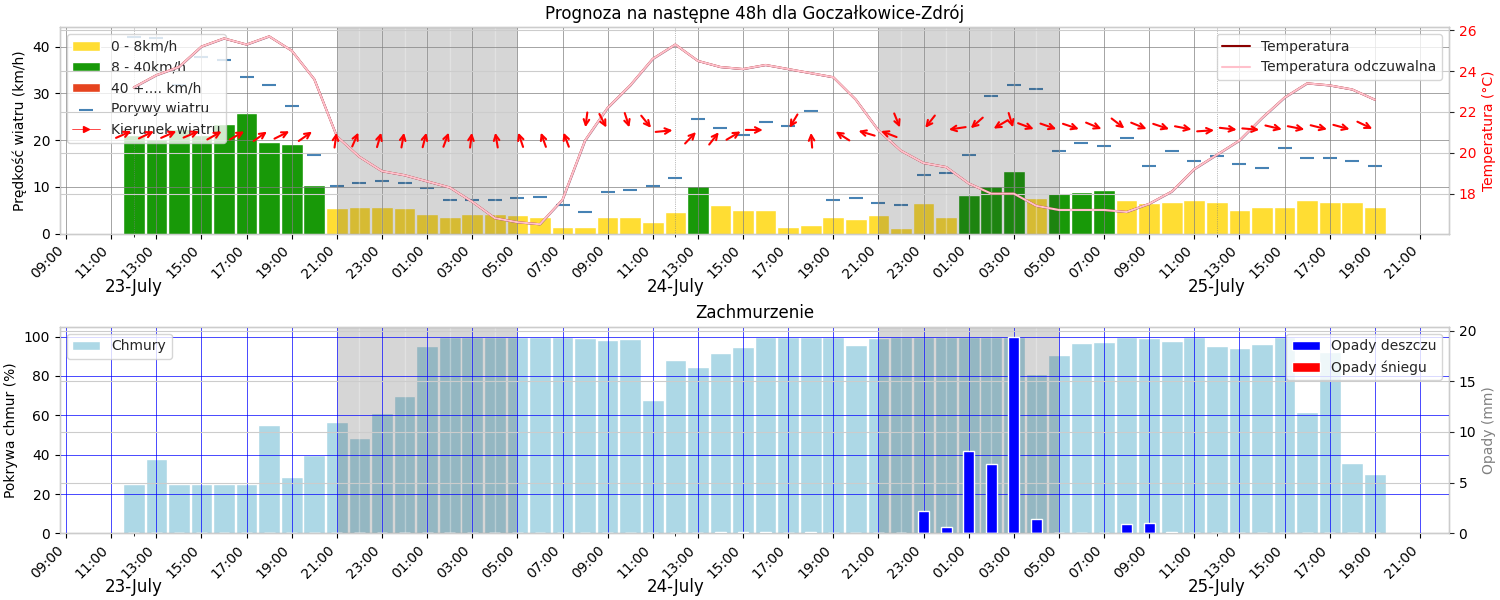 Prognoza na następne 48h dla Goczałkowice-Zdrój
Prędkość wiatru (km/h)
40
30
20
10
0
0 - 8km/h
8 - 40km/h
40 +.... km/h
Porywy wiatru
Kierunek wiatru
Temperatura
Temperatura odczuwalna
26
24
22
20
18
Temperatura (°C)
09:00 11:00 13:00 15:00 17:00 19:00 21:00 23:00 01:00 03:00 05:00 07:00 09:00 11:00 13:00 15:00 17:00 19:00 21:00 23:00 01:00 03:00 05:00 07:00 09:00 11:00 13:00 15:00 17:00 19:00 21:00
23-July 24-July 25-July
Zachmurzenie
Pokrywa chmur (%)
100
80
60
40
20
0
Chmury
Opady deszczu
Opady śniegu
20
15
10
5
0
Opady (mm)
09:00 11:00 13:00 15:00 17:00 19:00 21:00 23:00 01:00 03:00 05:00 07:00 09:00 11:00 13:00 15:00 17:00 19:00 21:00 23:00 01:00 03:00 05:00 07:00 09:00 11:00 13:00 15:00 17:00 19:00 21:00
23-July 24-July 25-July